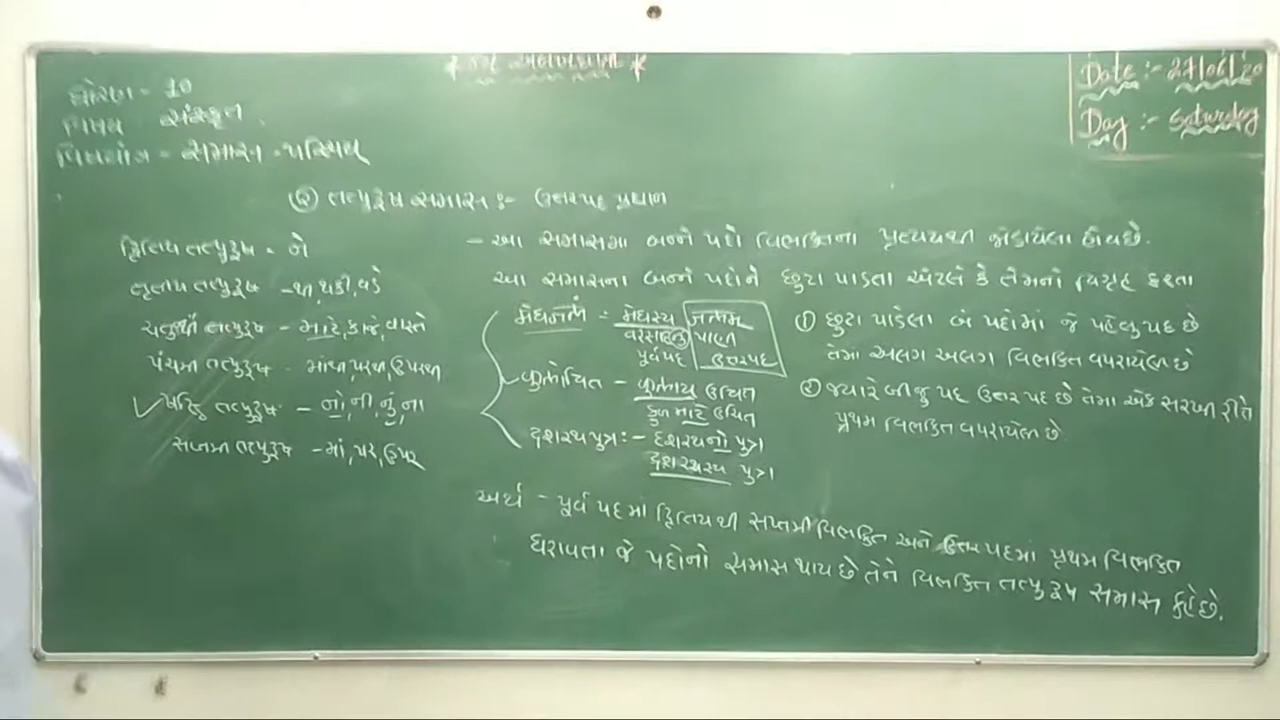 Date :- 27/06/20
Day :- Saturday
ધોરણ = 10
વિષય સંસ્કૃત
વિષયાંગ = સમાસ - પરિચય
(૨) તત્પુરૂષ સમાસ :- ઉત્તરપદ પ્રધાન
દ્વિતિય તત્પુરૂષ = ને
તૃતીય તત્પુરૂષ - થી, થકી, વડે
ચતુર્થી તત્પુરૂષ - માટે, કાજે, વાસ્તે
પંચમી તત્પુરૂષ - માંથી, પરથી, ઉપરથી
ષષ્ઠિ તત્પુરૂષ - નો, ની, નું, ના
સપ્તમી તત્પુરૂષ - માં, પર, ઉપર
- આ સમાસમા બન્ને પદો વિભક્તિના પ્રત્યયથી જોડાયેલા હોય છે.
આ સમાસના બન્ને પદોને છુટા પાડતા એટલે કે તેમનો વિગ્રહ કરતા
મેઘજલં = મેઘસ્ય જલમ્
વરસાદનું પાણી
પૂર્વપદ ઉત્તરપદ
કુલોચિત - કુલાય ઉચિત
કુળ માટે ઉચિત
દશરથપુત્ર :- દશરથનો પુત્ર
દશરથસ્ય પુત્ર
(૧) છુટા પાડેલા બે પદોમાં જે પહેલુ પદ છે
તેમા અલગ અલગ વિભક્તિ વપરાયેલ છે
(૨) જ્યારે બીજુ પદ ઉત્તર પદ છે તેમા એક સરખી રીતે
પ્રથમ વિભક્તિ વપરાયેલ છે
અર્થ - પૂર્વ પદમાં દ્વિતિયથી સપ્તમી વિભક્તિ અને ઉત્તર પદમાં પ્રથમ વિભક્તિ
ધરાવતા જે પદોનો સમાસ થાય છે તેને વિભક્તિ તત્પુરૂષ સમાસ કહે છે.